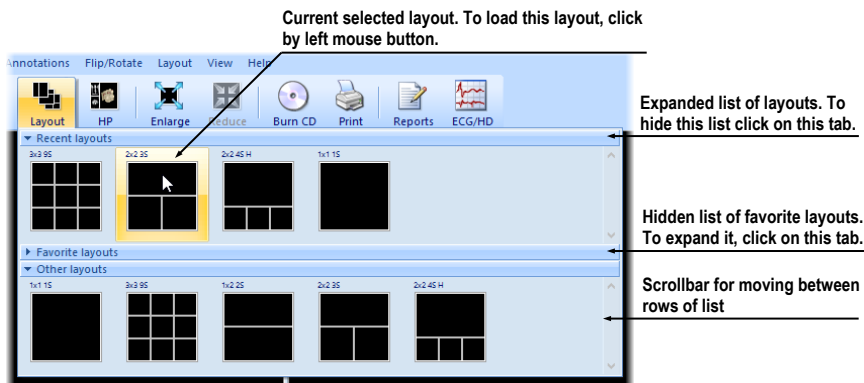 Current selected layout. To load this layout, click
by left mouse button.
nnotations Flip/Rotate Layout View Help
Layout HP Enlarge Reduce Burn CD Print Reports ECG/HD
Expanded list of layouts. To
hide this list click on this tab.
Recent layouts
3x3 9S 2x2 3S 2x2 4S H 1x1 1S
Hidden list of favorite layouts.
To expand it, click on this tab.
Favorite layouts
Other layouts
1x1 1S 3x3 9S 1x2 2S 2x2 3S 2x2 4S H
Scrollbar for moving between
rows of list